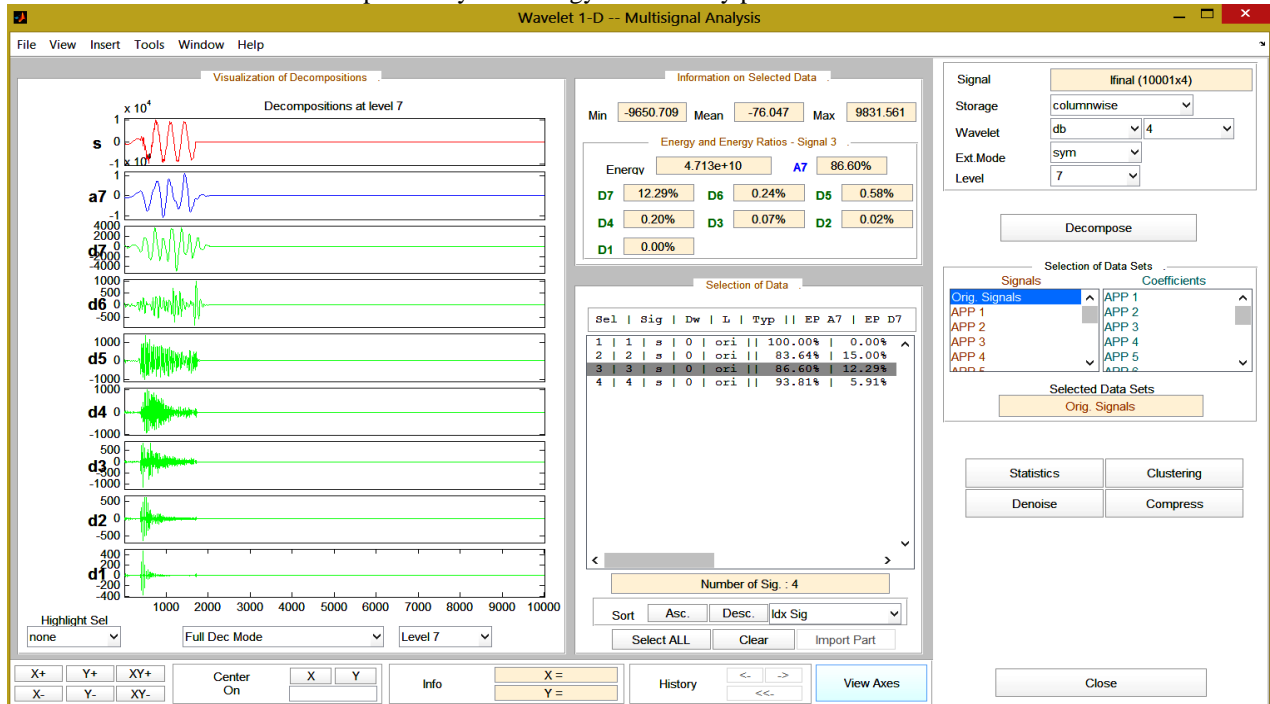 Wavelet 1-D -- Multisignal Analysis
File View Insert Tools Window Help
Visualization of Decompositions
Decompositions at level 7
x 10^4
1
s 0
-1
x 10^4
1
a7 0
-1
4000
2000
d7 0
-2000
-4000
1000
500
d6 0
-500
1000
d5 0
-1000
1000
d4 0
-1000
500
d3 0
-500
-1000
500
d2 0
-500
400
200
d1 0
-200
-400
1000 2000 3000 4000 5000 6000 7000 8000 9000 10000
Highlight Sel
none Full Dec Mode Level 7
Information on Selected Data
Min -9650.709 Mean -76.047 Max 9831.561
Energy and Energy Ratios - Signal 3
Energy 4.713e+10 A7 86.60%
D7 12.29% D6 0.24% D5 0.58%
D4 0.20% D3 0.07% D2 0.02%
D1 0.00%
Selection of Data
Sel | Sig | Dw | L | Typ || EP A7 | EP D7
1 | 1 | s | 0 | ori || 100.00% | 0.00%
2 | 2 | s | 0 | ori || 83.64% | 15.00%
3 | 3 | s | 0 | ori || 86.60% | 12.29%
4 | 4 | s | 0 | ori || 93.81% | 5.91%
Number of Sig. : 4
Sort Asc. Desc. Idx Sig
Select ALL Clear Import Part
Signal Ifinal (10001x4)
Storage columnwise
Wavelet db 4
Ext.Mode sym
Level 7
Decompose
Selection of Data Sets
Signals Coefficients
Orig. Signals APP 1
APP 1 APP 2
APP 2 APP 3
APP 3 APP 4
APP 4 APP 5
APP 5 APP 6
Selected Data Sets
Orig. Signals
Statistics Clustering
Denoise Compress
X+ Y+ XY+
X- Y- XY-
Center On X Y
Info X =
Y =
History <- ->
<<-
View Axes
Close